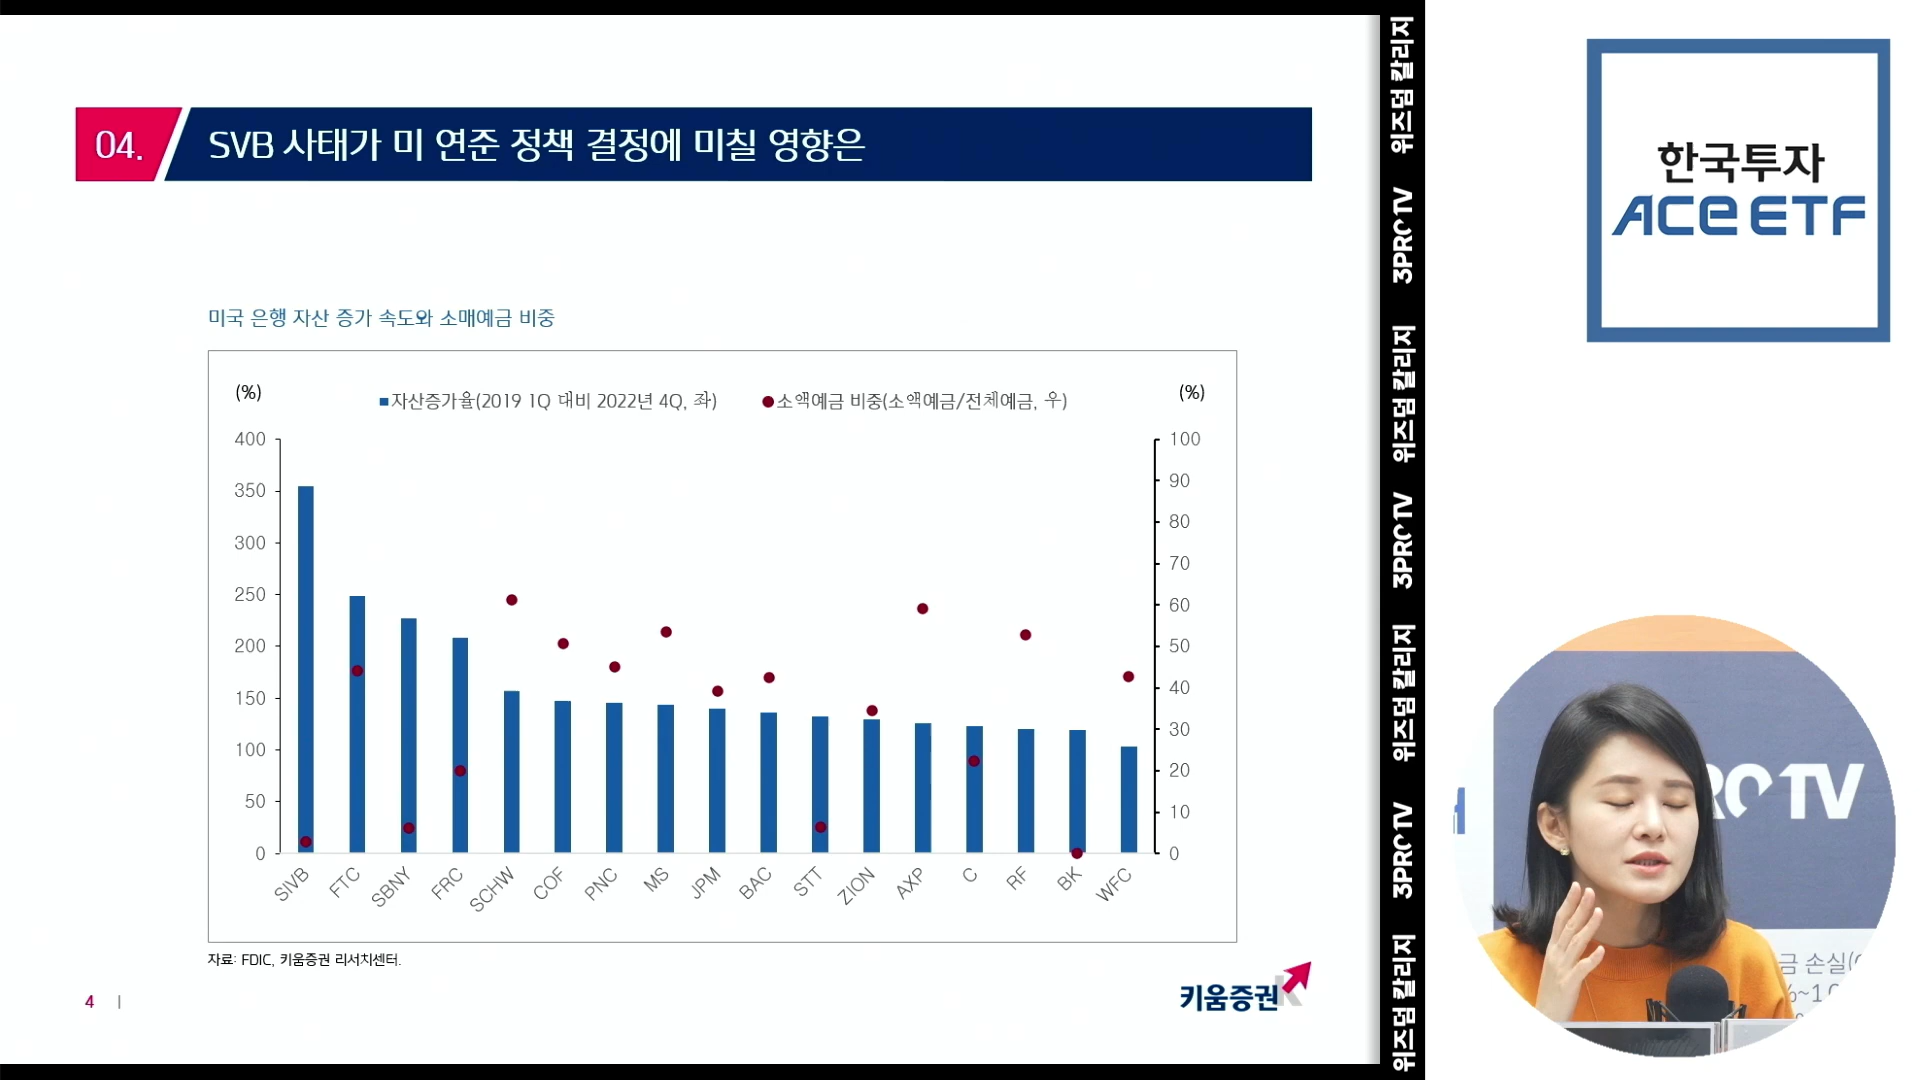 04. SVB 사태가 미 연준 정책 결정에 미칠 영향은
미국 은행 자산 증가 속도와 소매예금 비중
(%)
■자산증가율(2019 1Q 대비 2022년 4Q, 좌)
●소액예금 비중(소액예금/전체예금, 우)
(%)
400
350
300
250
200
150
100
50
0
100
90
80
70
60
50
40
30
20
10
0
SIVB FTC SBNY FRC SCHW COF PNC MS JPM BAC STT ZION AXP C RF BK WFC
자료: FDIC, 키움증권 리서치센터.
4 |
키움증권
위즈덤 칼리지
3PROTV
위즈덤 칼리지
3PROTV
위즈덤 칼리지
3PROTV
위즈덤 칼리지
한국투자
ACE ETF
RO TV
금 손실(
%~10